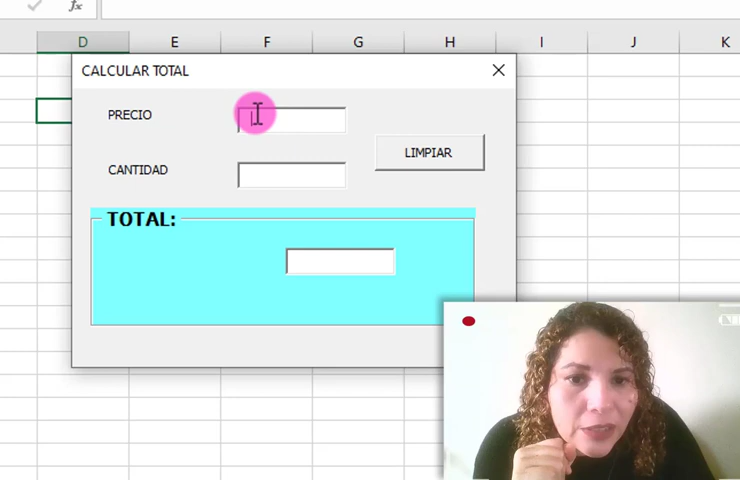 fx
D E F G H I J K
CALCULAR TOTAL
PRECIO
LIMPIAR
CANTIDAD
TOTAL: